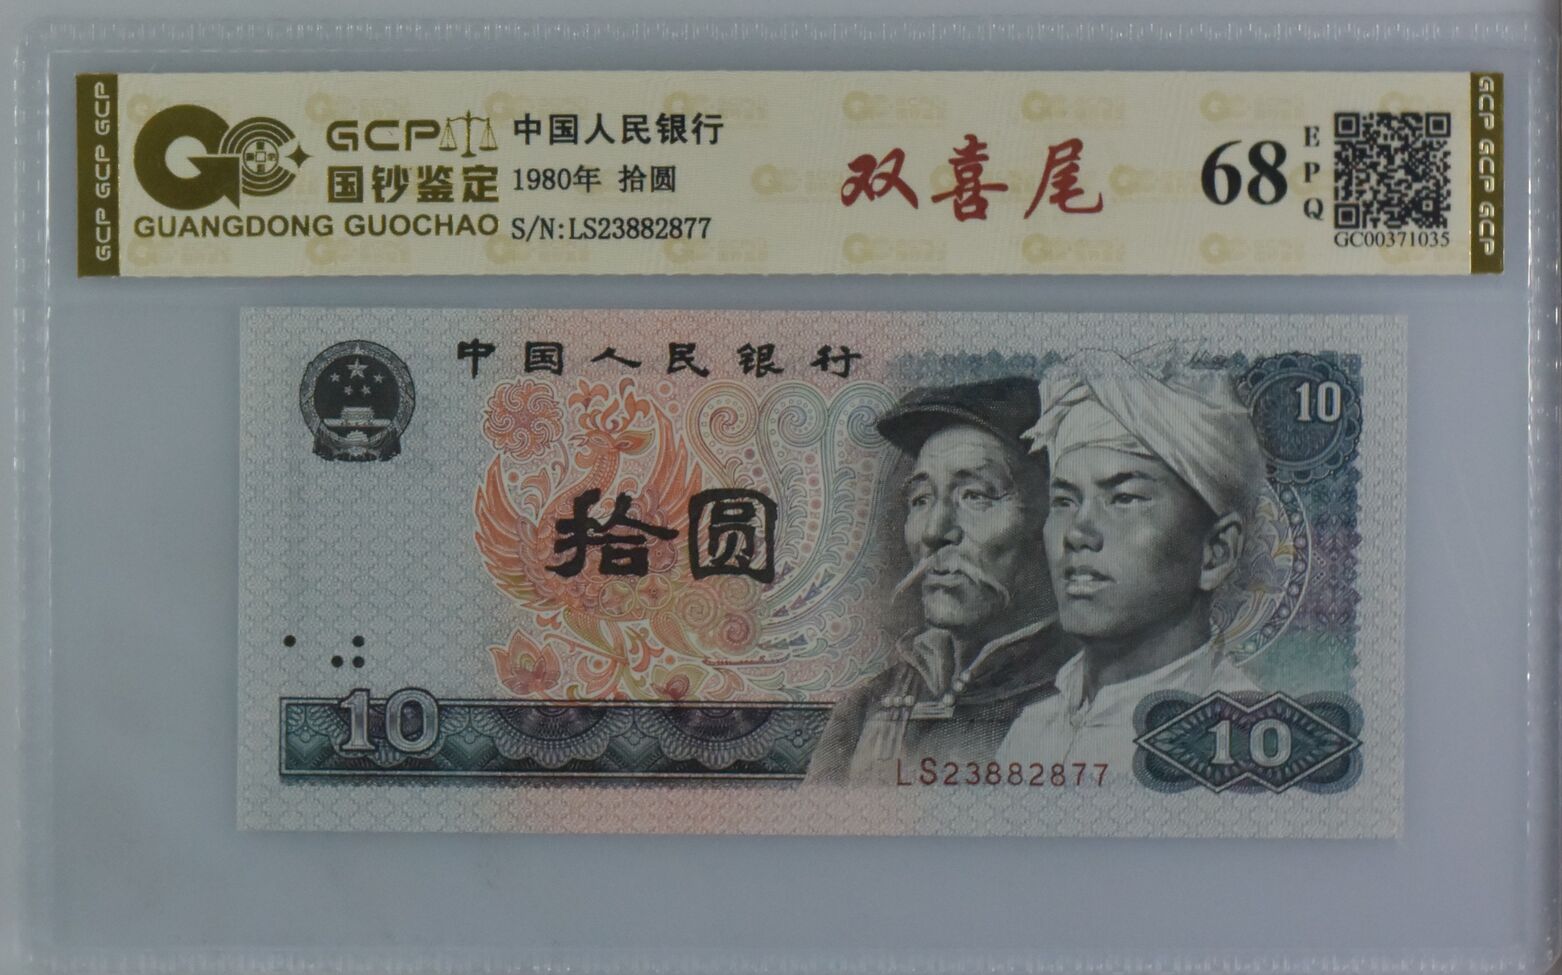 GCP GCP GCP
GCP
国钞鉴定
GUANGDONG GUOCHAO
中国人民银行
1980年 拾圆
S/N:LS23882877
双喜尾
68
EPQ
GC00371035
GCP GCP GCP
中国人民银行
10
拾圆
10
LS23882877
10